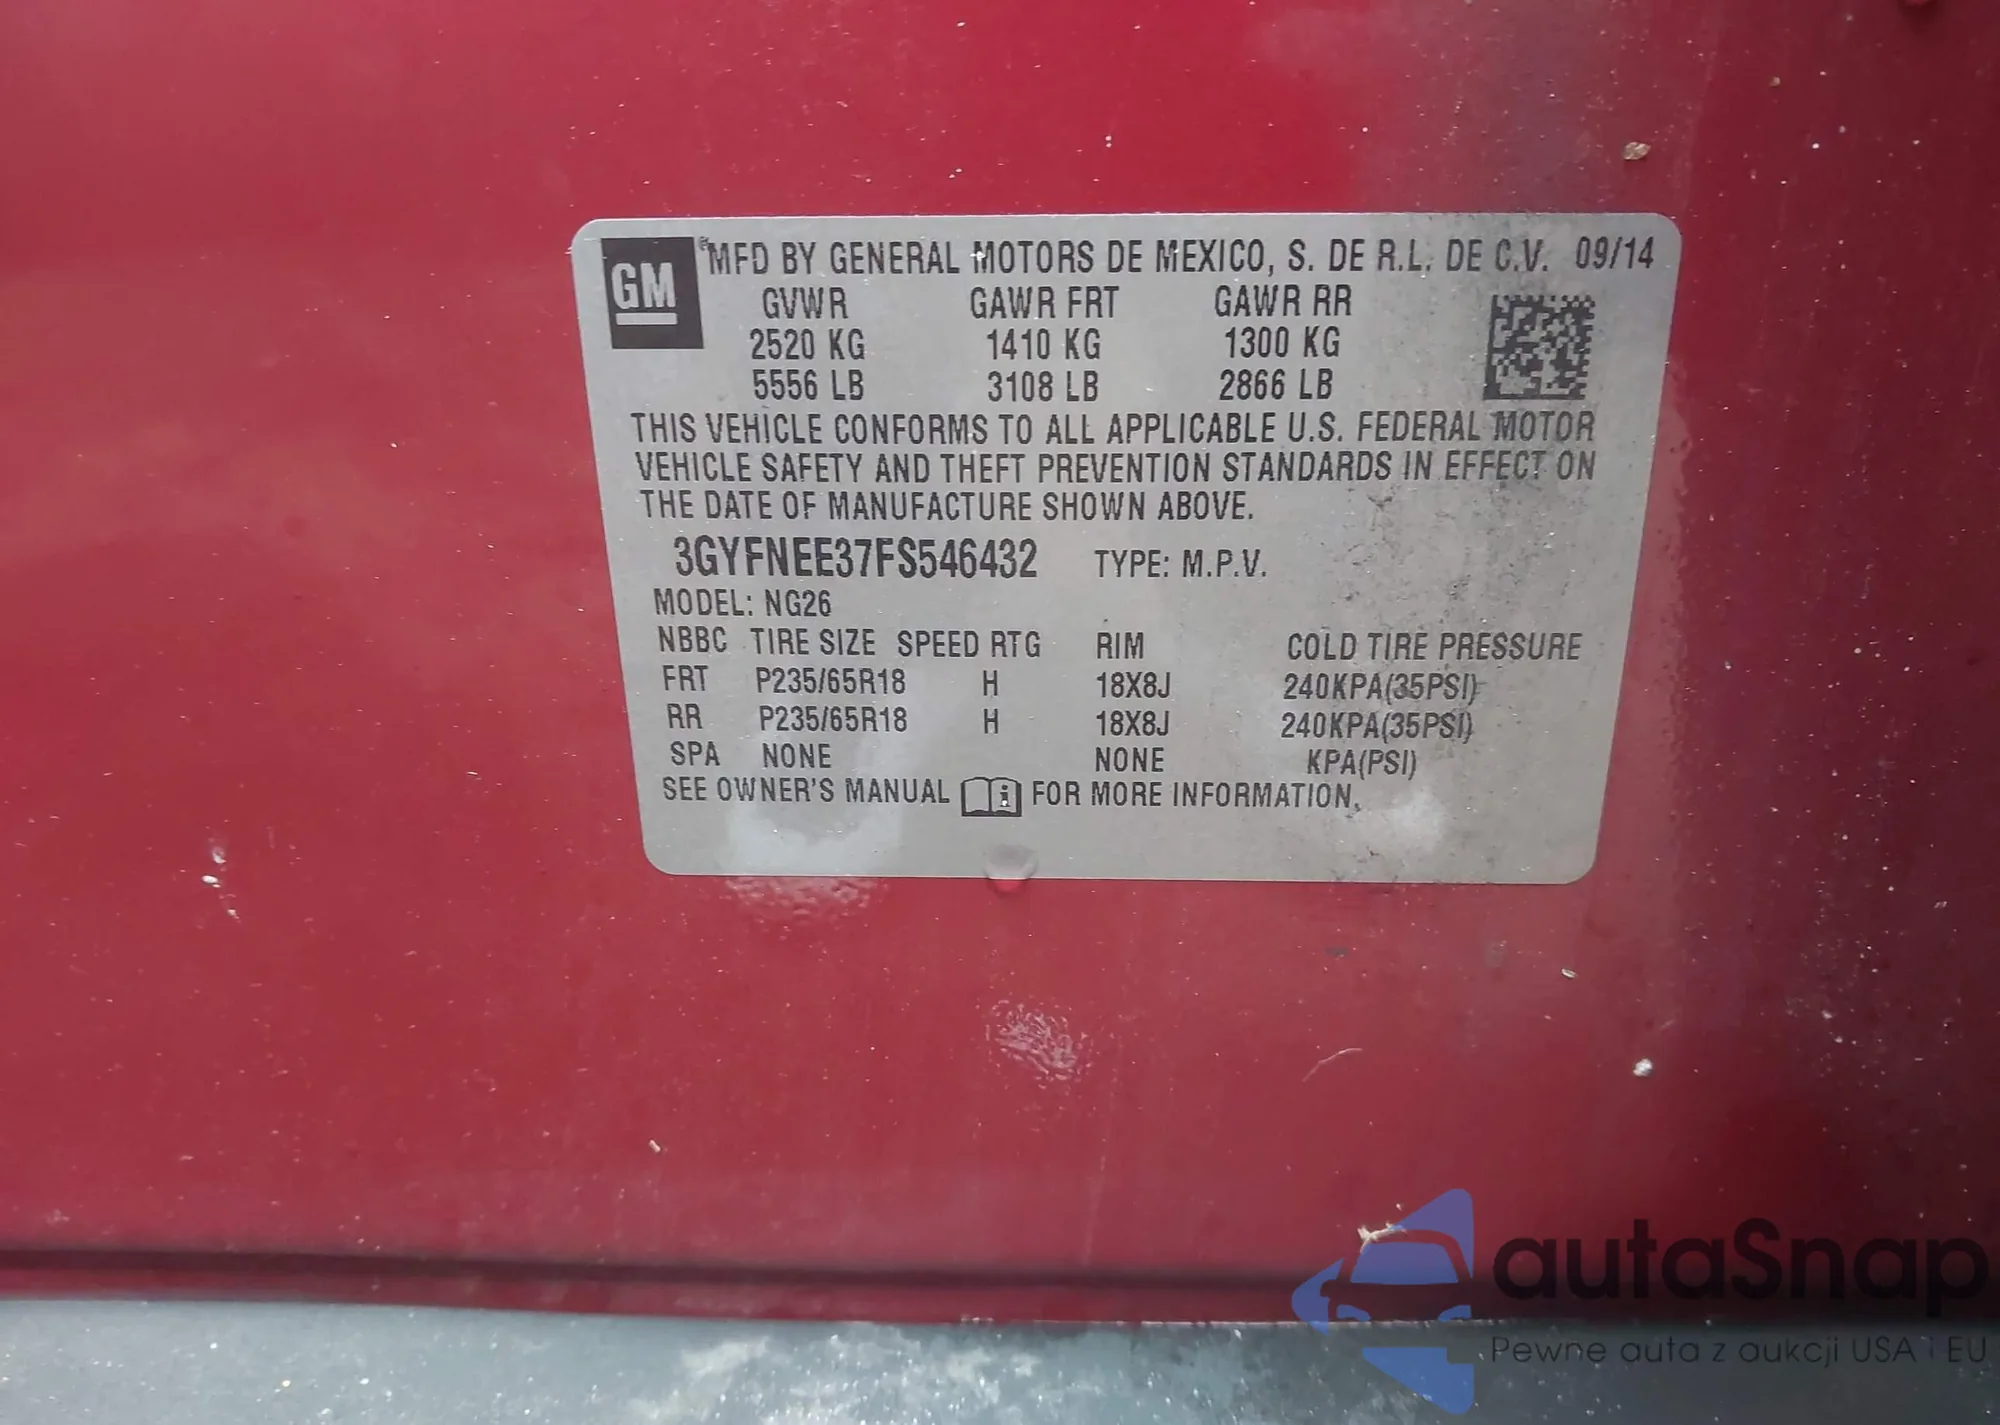 GM
MFD BY GENERAL MOTORS DE MEXICO, S. DE R.L. DE C.V. 09/14
GVWR GAWR FRT GAWR RR
2520 KG 1410 KG 1300 KG
5556 LB 3108 LB 2866 LB
THIS VEHICLE CONFORMS TO ALL APPLICABLE U.S. FEDERAL MOTOR
VEHICLE SAFETY AND THEFT PREVENTION STANDARDS IN EFFECT ON
THE DATE OF MANUFACTURE SHOWN ABOVE.
3GYFNEE37FS546432 TYPE: M.P.V.
MODEL: NG26
NBBC TIRE SIZE SPEED RTG RIM COLD TIRE PRESSURE
FRT P235/65R18 H 18X8J 240KPA(35PSI)
RR P235/65R18 H 18X8J 240KPA(35PSI)
SPA NONE NONE KPA(PSI)
SEE OWNER'S MANUAL i FOR MORE INFORMATION.
autaSnap
Pewne auta z aukcji USA i EU